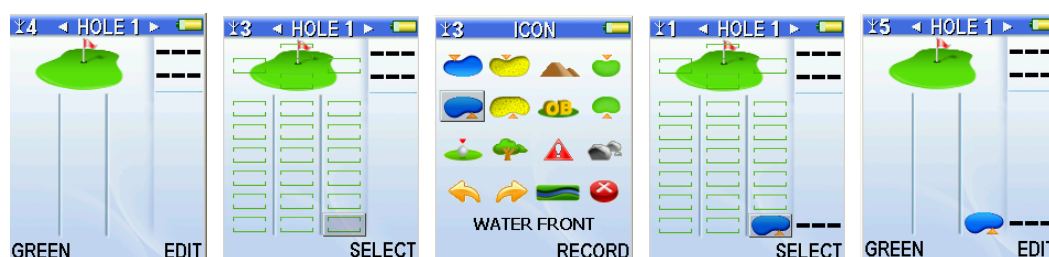 4 HOLE 1
---
---
GREEN EDIT
3 HOLE 1
---
---
SELECT
3 ICON
OB
WATER FRONT
RECORD
1 HOLE 1
---
---
---
SELECT
5 HOLE 1
---
---
---
GREEN EDIT